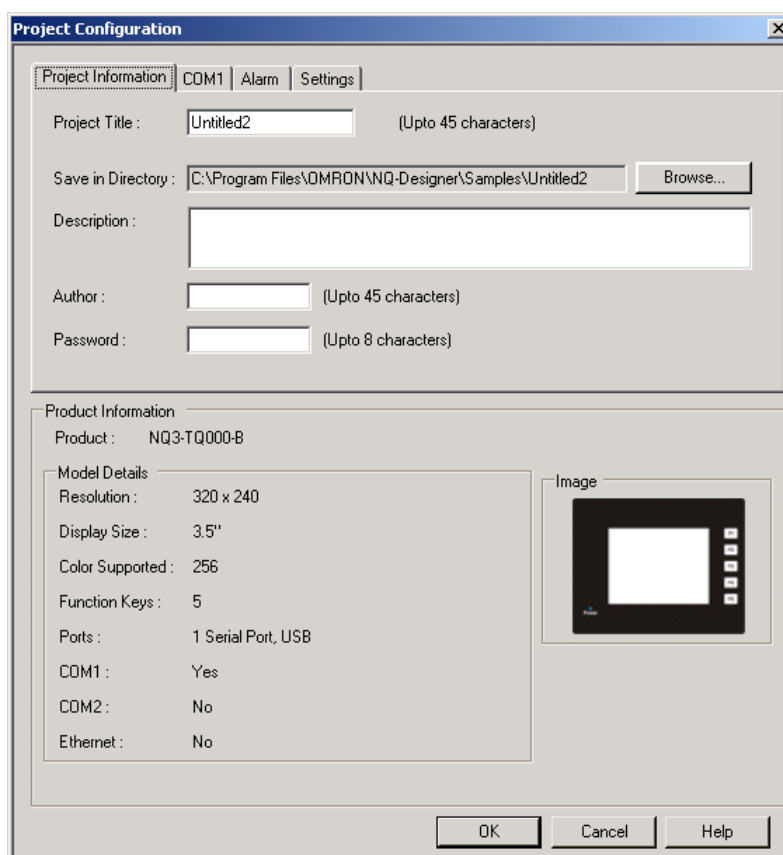 Project Configuration
Project Information COM1 Alarm Settings
Project Title : Untitled2 (Upto 45 characters)
Save in Directory : C:\Program Files\OMRON\NQ-Designer\Samples\Untitled2 Browse...
Description :
Author : (Upto 45 characters)
Password : (Upto 8 characters)
Product Information
Product : NQ3-TQ000-B
Model Details
Image
Resolution : 320 x 240
Display Size : 3.5"
Color Supported : 256
Function Keys : 5
Ports : 1 Serial Port, USB
COM1 : Yes
COM2 : No
Ethernet : No
OK Cancel Help